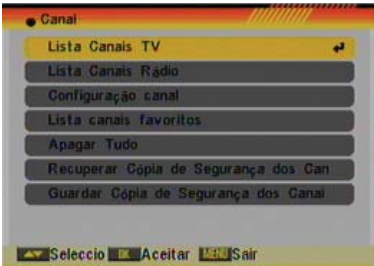 Canal
Lista Canais TV
Lista Canais Rádio
Configuração canal
Lista canais favoritos
Apagar Tudo
Recuperar Cópia de Segurança dos Can
Guardar Cópia de Segurança dos Canai
Seleccio OK Aceitar MENU Sair